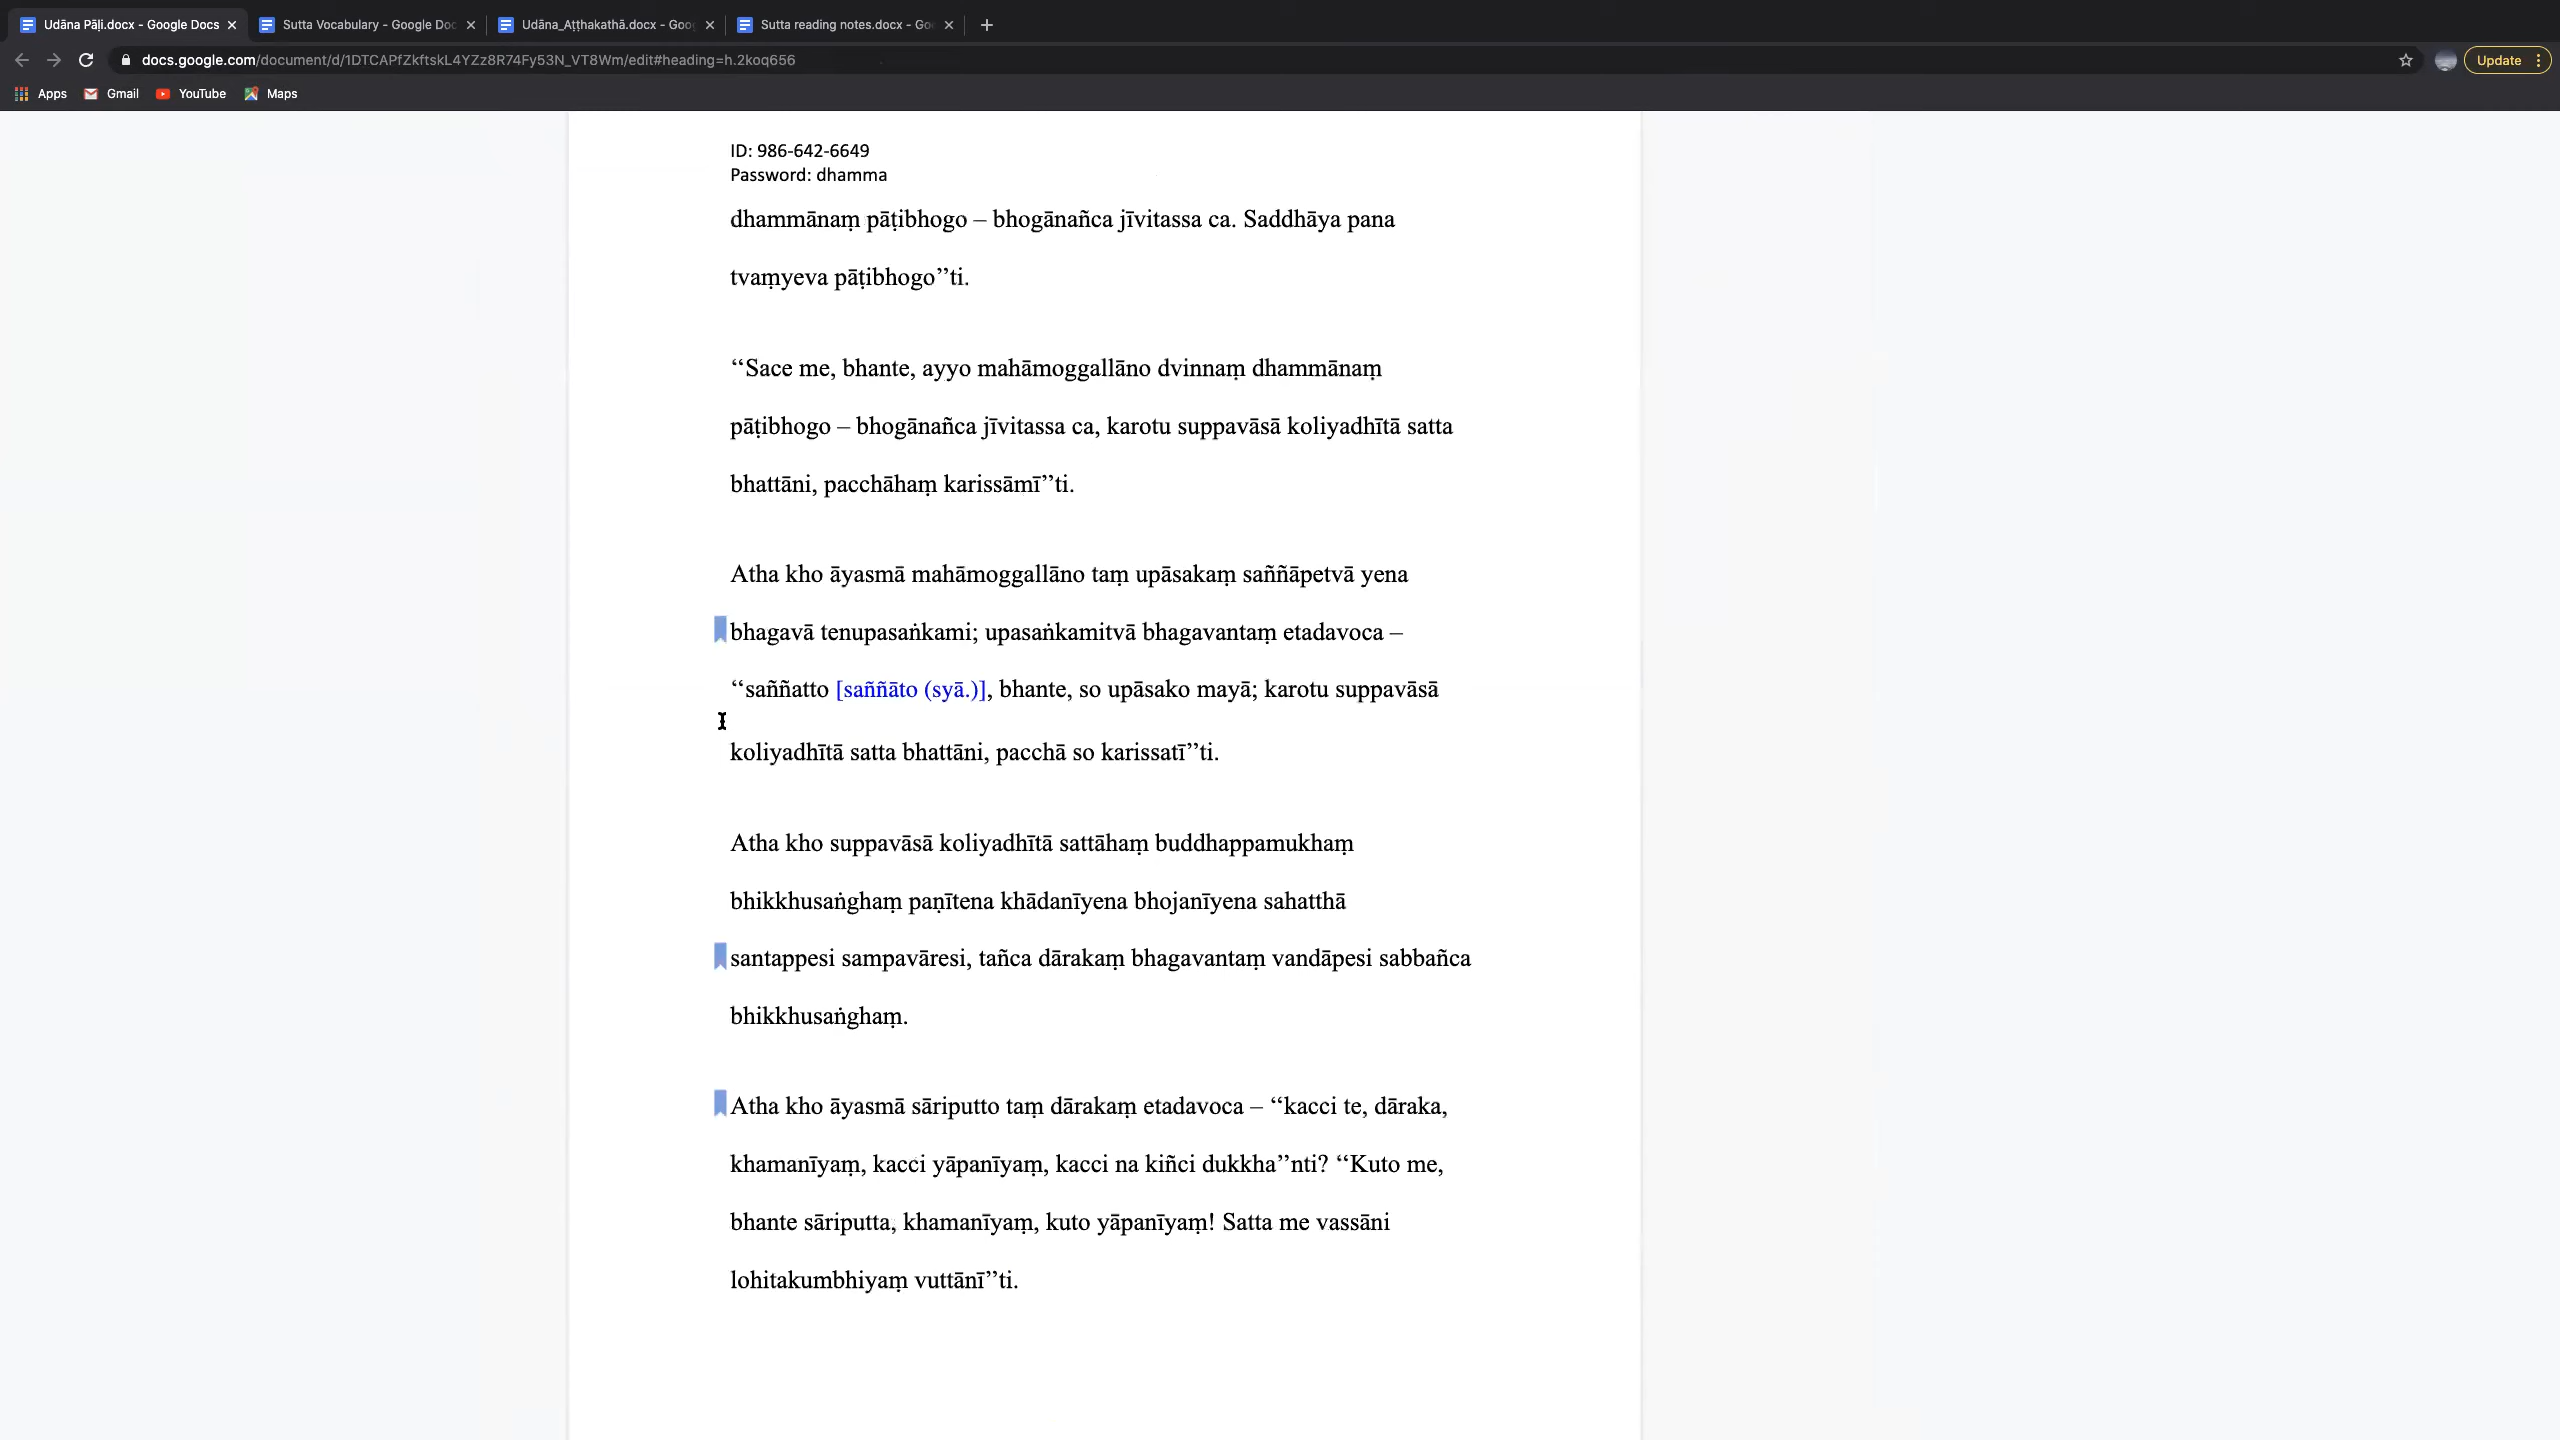 Udāna Pāḷi.docx - Google Docs
Sutta Vocabulary - Google Doc
Udāna_Aṭṭhakathā.docx - Goo
Sutta reading notes.docx - Go
docs.google.com/document/d/1DTCAPfZkftskL4YZz8R74Fy53N_VT8Wm/edit#heading=h.2koq656
Update
Apps Gmail YouTube Maps
ID: 986-642-6649
Password: dhamma
dhammānaṃ pāṭibhogo – bhogānañca jīvitassa ca. Saddhāya pana
tvaṃyeva pāṭibhogo’’ti.
‘‘Sace me, bhante, ayyo mahāmoggallāno dvinnaṃ dhammānaṃ
pāṭibhogo – bhogānañca jīvitassa ca, karotu suppavāsā koliyadhītā satta
bhattāni, pacchāhaṃ karissāmī’’ti.
Atha kho āyasmā mahāmoggallāno taṃ upāsakaṃ saññāpetvā yena
bhagavā tenupasaṅkami; upasaṅkamitvā bhagavantaṃ etadavoca –
‘‘saññatto [saññāto (syā.)], bhante, so upāsako mayā; karotu suppavāsā
koliyadhītā satta bhattāni, pacchā so karissatī’’ti.
Atha kho suppavāsā koliyadhītā sattāhaṃ buddhappamukhaṃ
bhikkhusaṅghaṃ paṇītena khādanīyena bhojanīyena sahatthā
santappesi sampavāresi, tañca dārakaṃ bhagavantaṃ vandāpesi sabbañca
bhikkhusaṅghaṃ.
Atha kho āyasmā sāriputto taṃ dārakaṃ etadavoca – ‘‘kacci te, dāraka,
khamanīyaṃ, kacci yāpanīyaṃ, kacci na kiñci dukkha’’nti? ‘‘Kuto me,
bhante sāriputta, khamanīyaṃ, kuto yāpanīyaṃ! Satta me vassāni
lohitakumbhiyaṃ vuttānī’’ti.